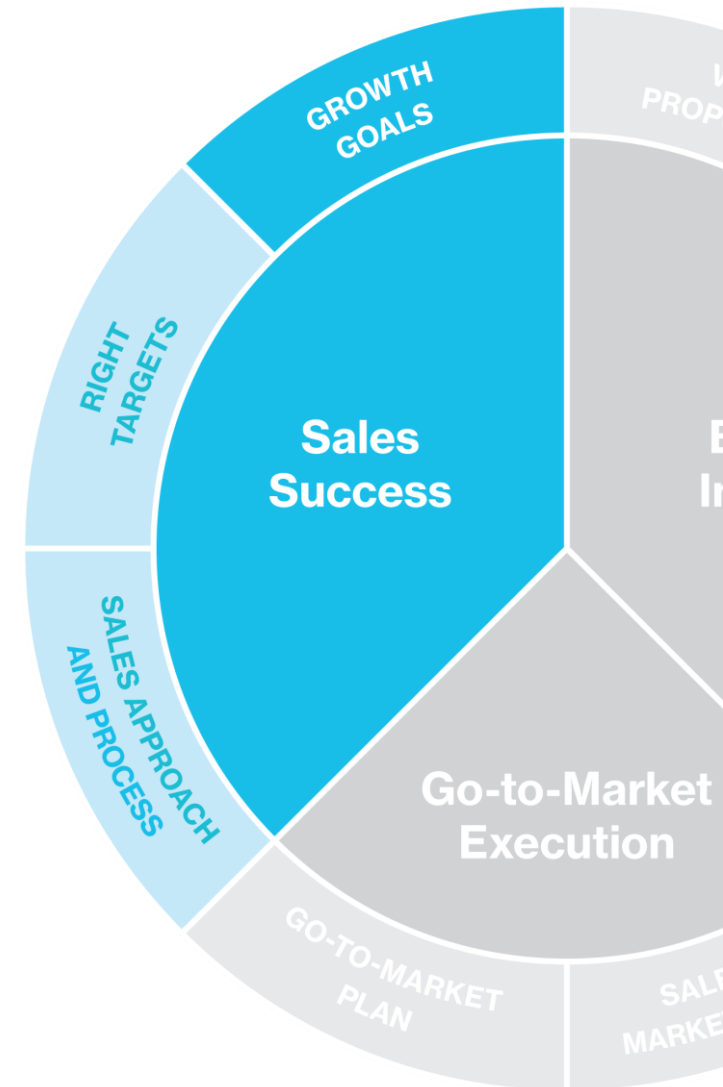 GROWTH
GOALS
RIGHT
TARGETS
Sales
Success
SALES APPROACH
AND PROCESS
Go-to-Market
Execution
GO-TO-MARKET
PLAN